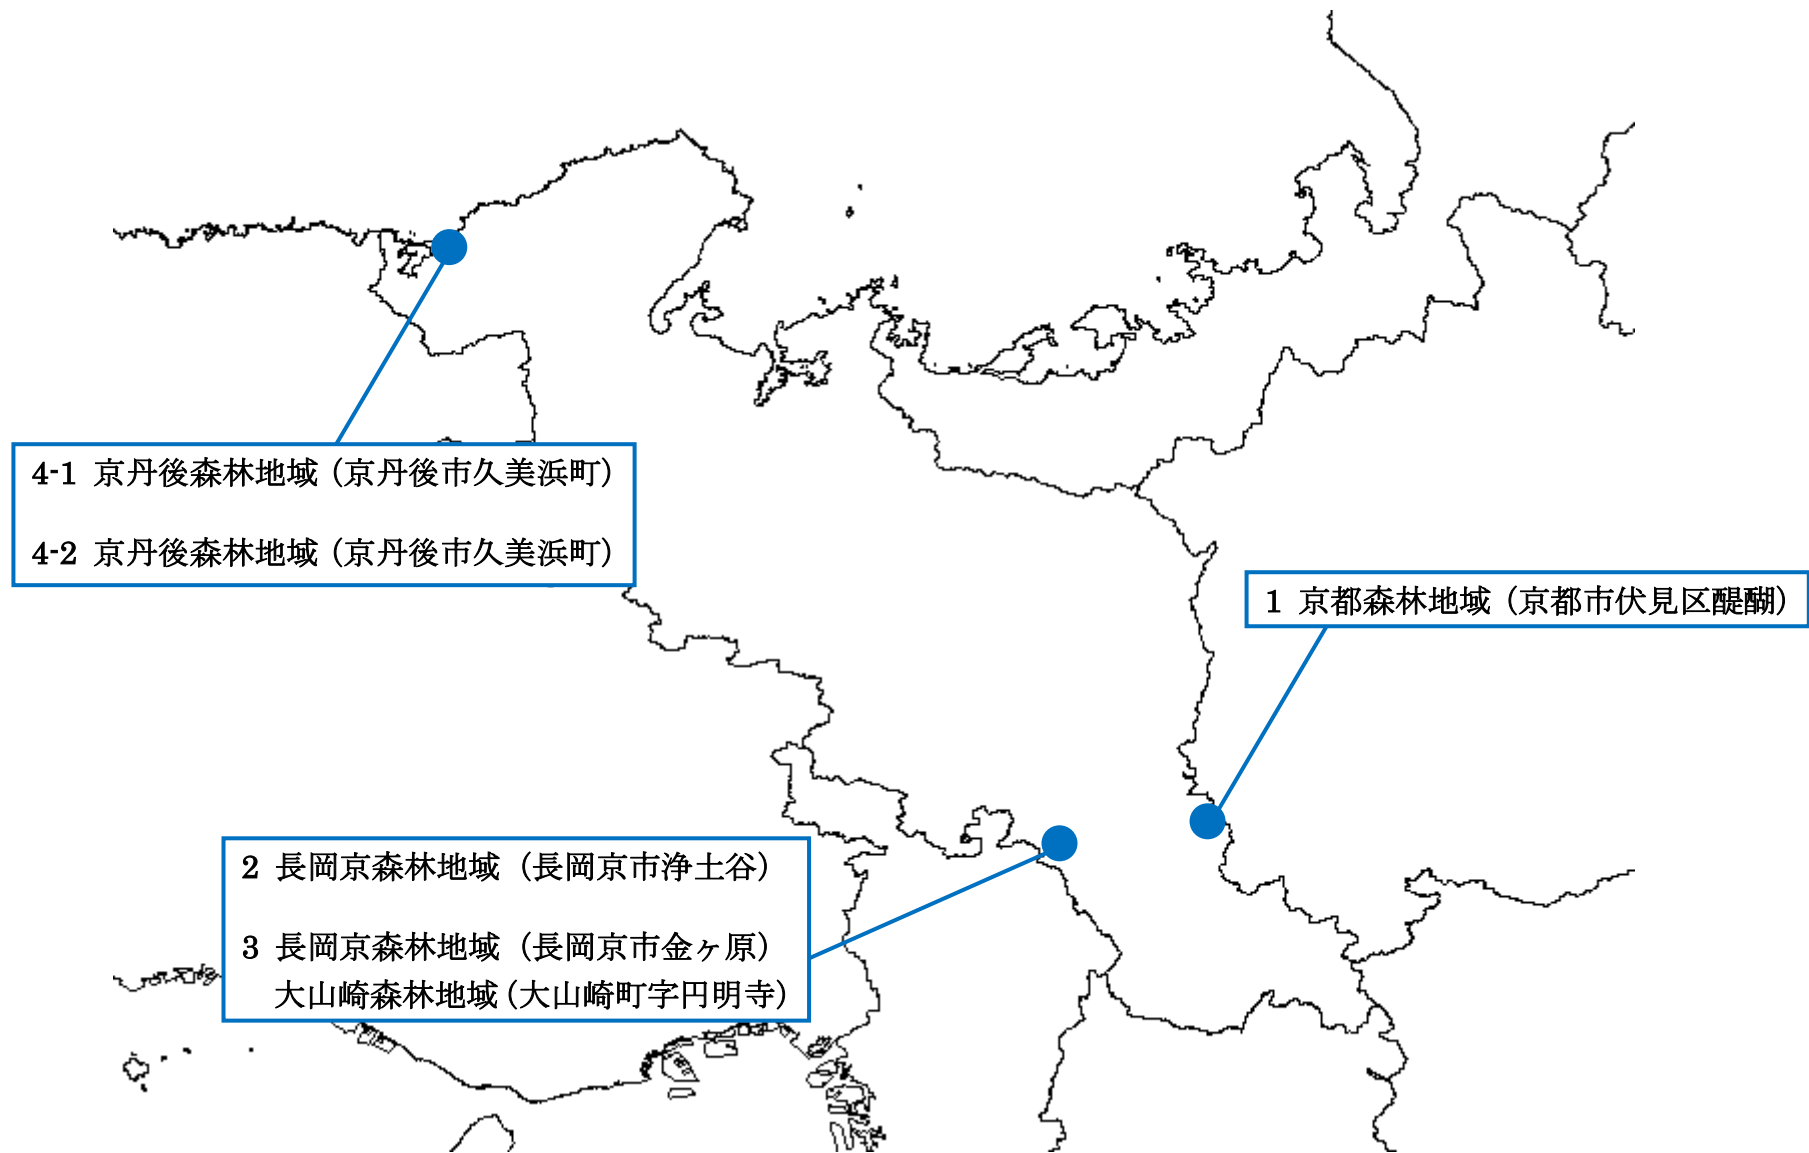 4-1 京丹後森林地域（京丹後市久美浜町）
4-2 京丹後森林地域（京丹後市久美浜町）
1 京都森林地域（京都市伏見区醍醐）
2 長岡京森林地域（長岡京市浄土谷）
3 長岡京森林地域（長岡京市金ヶ原）
大山崎森林地域（大山崎町字円明寺）